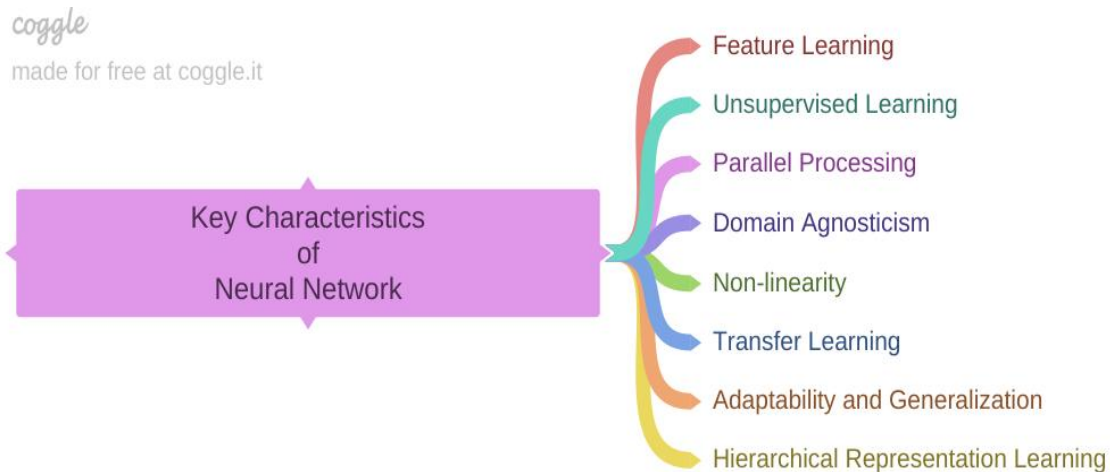 coggle
made for free at coggle.it
Key Characteristics
of
Neural Network
Feature Learning
Unsupervised Learning
Parallel Processing
Domain Agnosticism
Non-linearity
Transfer Learning
Adaptability and Generalization
Hierarchical Representation Learning